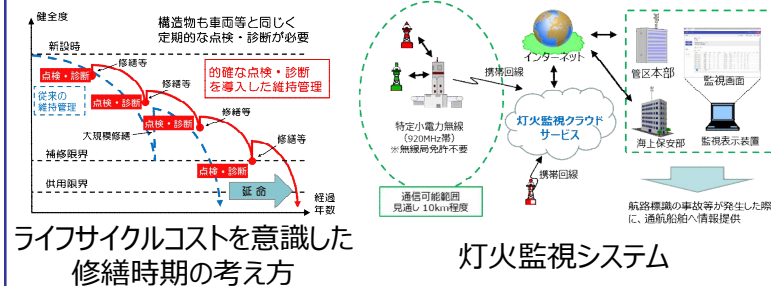 健全度
構造物も車両等と同じく
定期的な点検・診断が必要
新設時
修繕等
点検・診断
修繕等
的確な点検・診断
を導入した維持管理
従来の
維持管理
点検・診断
修繕等
大規模修繕
点検・診断
修繕等
補修限界
点検・診断
供用限界
延命
経過
年数
ライフサイクルコストを意識した
修繕時期の考え方
インターネット
携帯回線
特定小電力無線
(920MHz帯)
※無線局免許不要
灯火監視クラウド
サービス
携帯回線
通信可能範囲
見通し 10km程度
管区本部
監視画面
海上保安部
監視表示装置
航路標識の事故等が発生した際
に、通航船舶へ情報提供
灯火監視システム